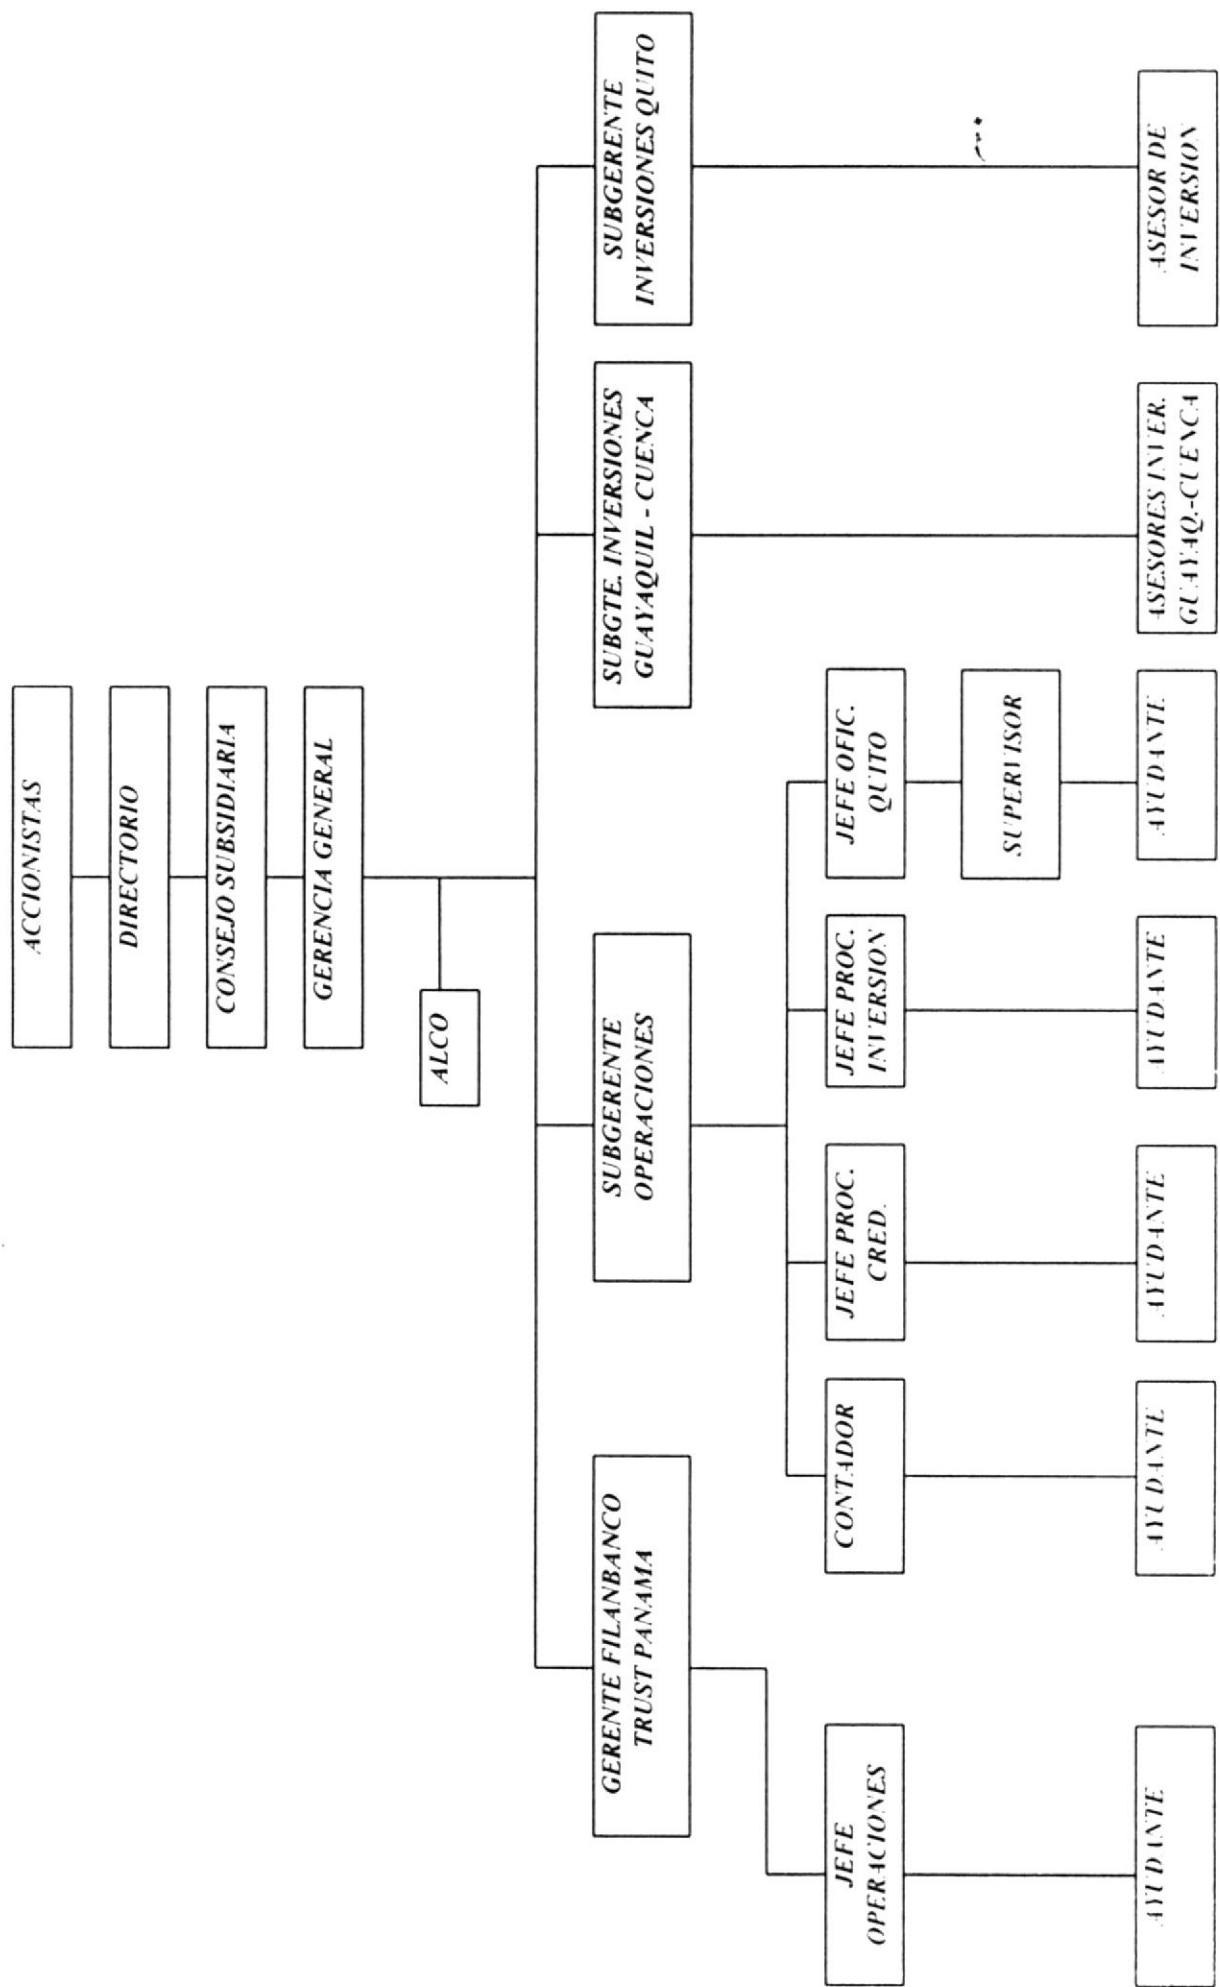 ACCIONISTAS
DIRECTORIO
CONSEJO SUBSIDIARIA
GERENCIA GENERAL
ALCO
GERENTE FILANBANCO
TRUST PANAMA
SUBGERENTE
OPERACIONES
SUBGTE. INVERSIONES
GUAYAQUIL - CUENCA
SUBGERENTE
INVERSIONES QUITO
JEFE
OPERACIONES
CONTADOR
JEFE PROC.
CRED.
JEFE PROC.
INVERSION
JEFE OFIC.
QUITO
SUPERVISOR
AYUDANTE
AYUDANTE
AYUDANTE
AYUDANTE
AYUDANTE
ASESORES INVER.
GUAYAQ.-CUENCA
ASESOR DE
INVERSION